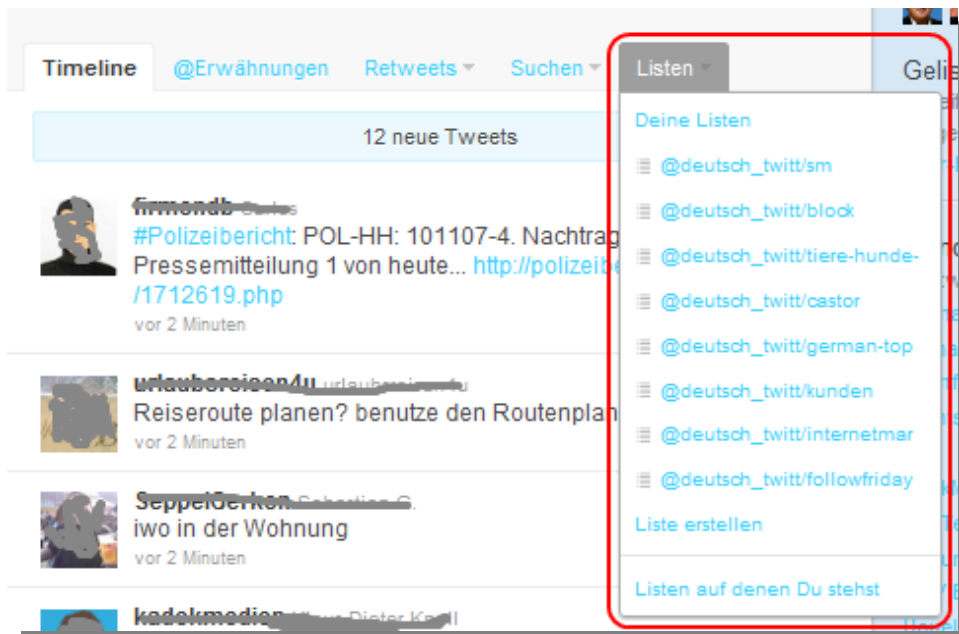 Timeline @Erwähnungen Retweets Suchen Listen
12 neue Tweets
#Polizeibericht: POL-HH: 101107-4. Nachtrag
Pressemitteilung 1 von heute... http://polizeibe
/1712619.php
vor 2 Minuten
Reiseroute planen? benutze den Routenplan
vor 2 Minuten
iwo in der Wohnung
vor 2 Minuten
Deine Listen
@deutsch_twitt/sm
@deutsch_twitt/block
@deutsch_twitt/tiere-hunde-
@deutsch_twitt/castor
@deutsch_twitt/german-top
@deutsch_twitt/kunden
@deutsch_twitt/internetmar
@deutsch_twitt/followfriday
Liste erstellen
Listen auf denen Du stehst
Gelis